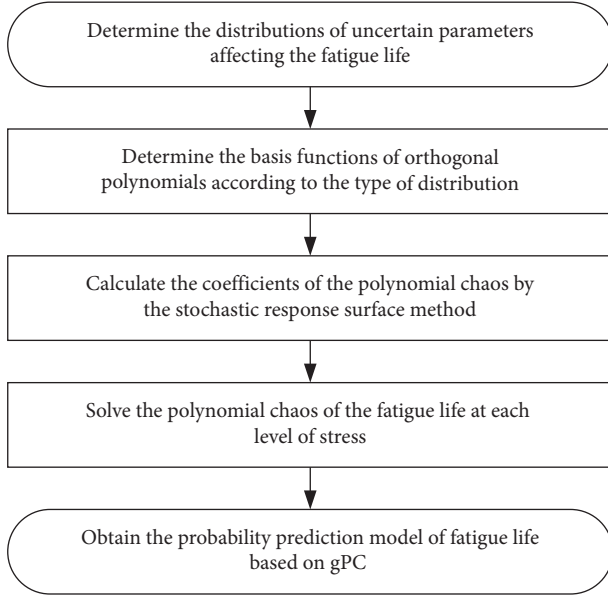 Determine the distributions of uncertain parameters
affecting the fatigue life
Determine the basis functions of orthogonal
polynomials according to the type of distribution
Calculate the coefficients of the polynomial chaos by
the stochastic response surface method
Solve the polynomial chaos of the fatigue life at each
level of stress
Obtain the probability prediction model of fatigue life
based on gPC